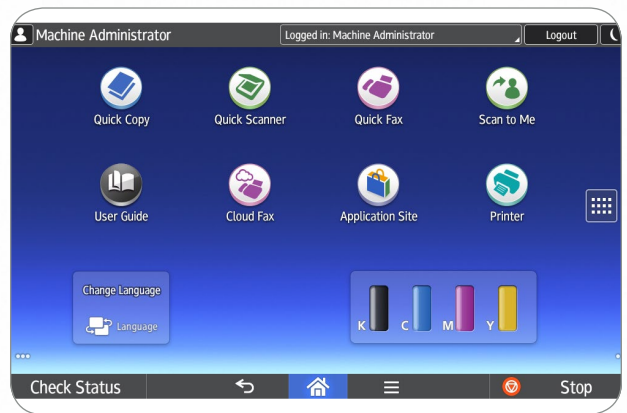 Machine Administrator
Logged in: Machine Administrator
Logout
Quick Copy
Quick Scanner
Quick Fax
Scan to Me
User Guide
Cloud Fax
Application Site
Printer
Change Language
Language
K C M Y
Check Status
Stop